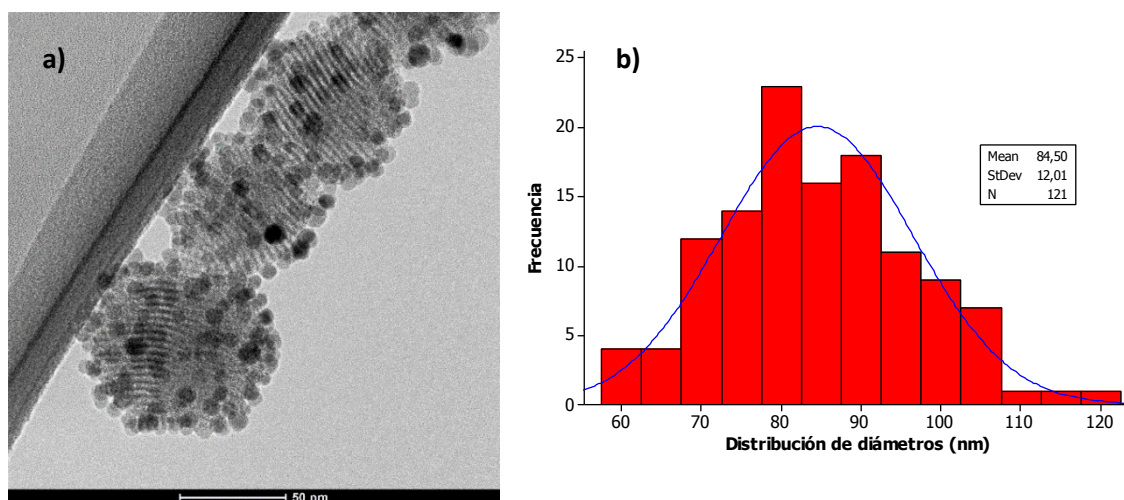 a)
50 nm
b)
Frecuencia
25
20
15
10
5
0
Mean 84,50
StDev 12,01
N 121
60 70 80 90 100 110 120
Distribución de diámetros (nm)